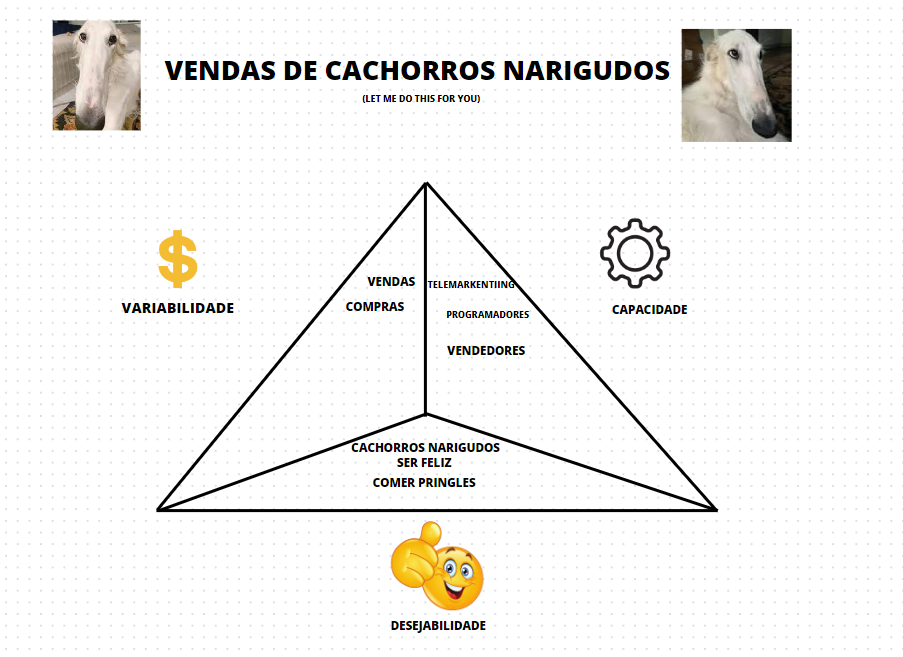 VENDAS DE CACHORROS NARIGUDOS
(LET ME DO THIS FOR YOU)
$
VARIABILIDADE
VENDAS
COMPRAS
TELEMARKENTIING
PROGRAMADORES
VENDEDORES
CAPACIDADE
CACHORROS NARIGUDOS
SER FELIZ
COMER PRINGLES
DESEJABILIDADE